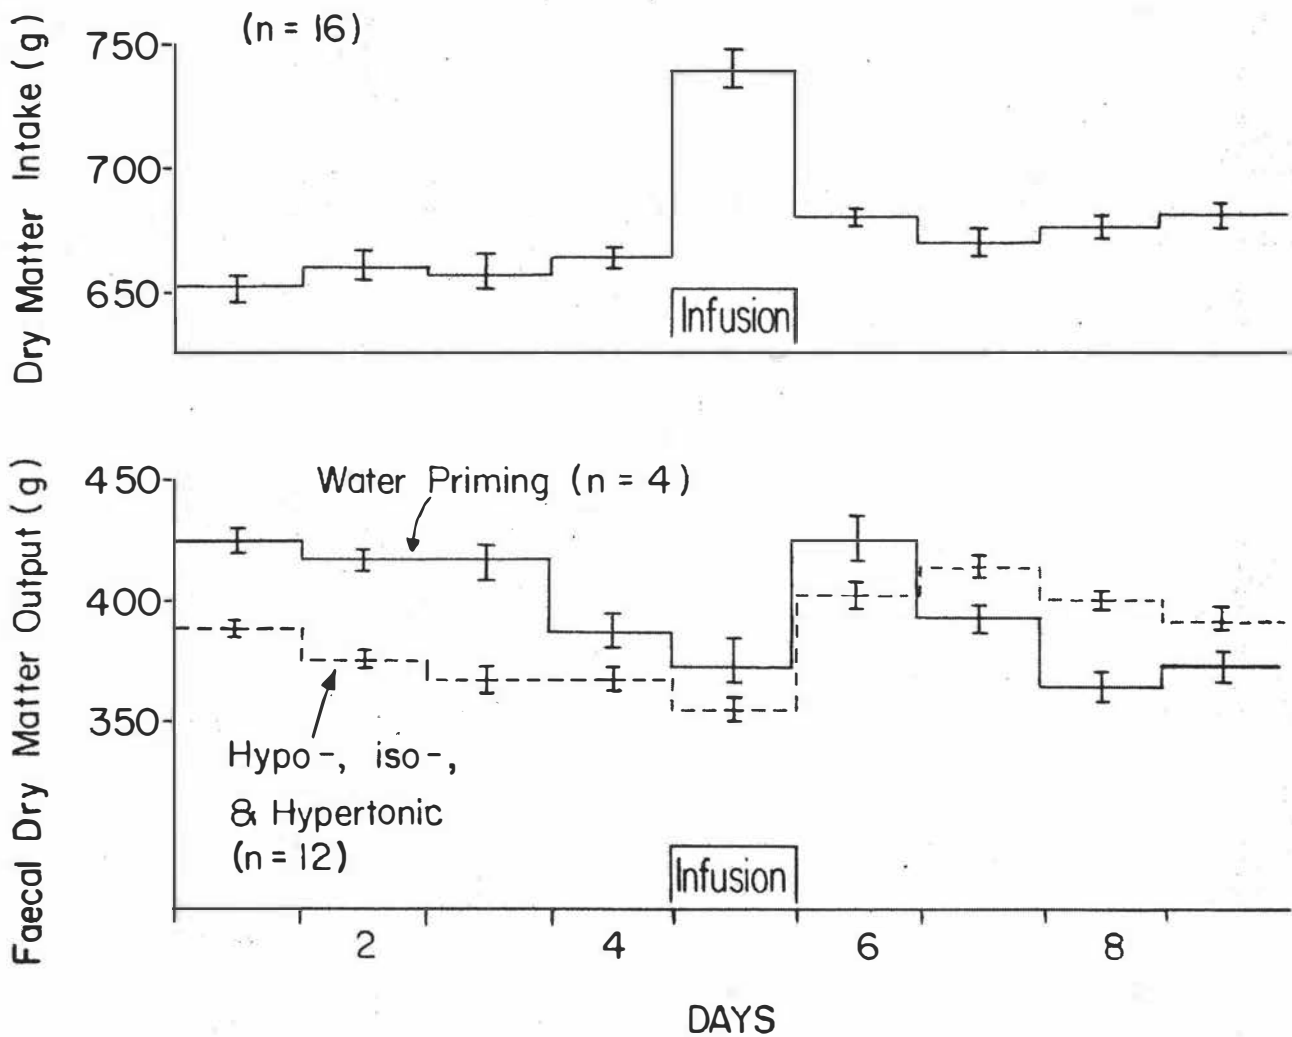 (n = 16)
Dry Matter Intake (g)
750
700
650
Infusion
Faecal Dry Matter Output (g)
450
400
350
Water Priming (n = 4)
Hypo-, iso-,
& Hypertonic
(n = 12)
Infusion
2 4 6 8
DAYS